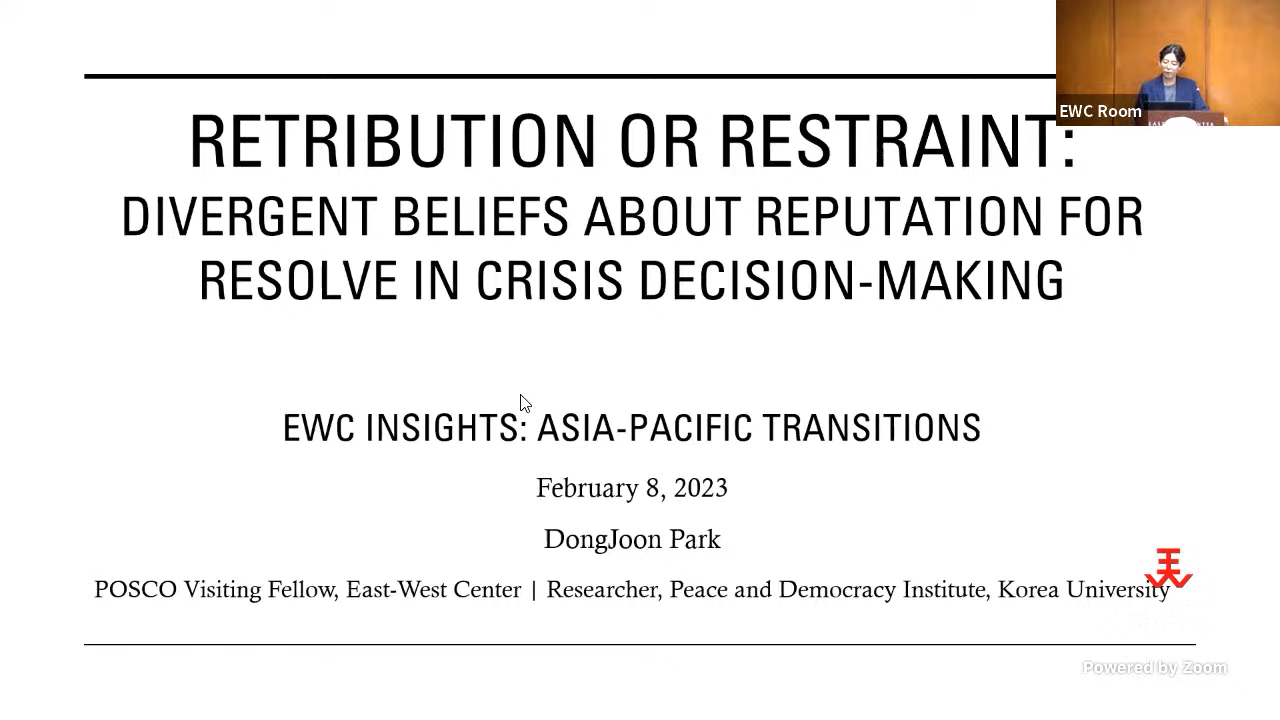 EWC Room
RETRIBUTION OR RESTRAINT:
DIVERGENT BELIEFS ABOUT REPUTATION FOR
RESOLVE IN CRISIS DECISION-MAKING
EWC INSIGHTS: ASIA-PACIFIC TRANSITIONS
February 8, 2023
DongJoon Park
POSCO Visiting Fellow, East-West Center | Researcher, Peace and Democracy Institute, Korea University
Powered by Zoom